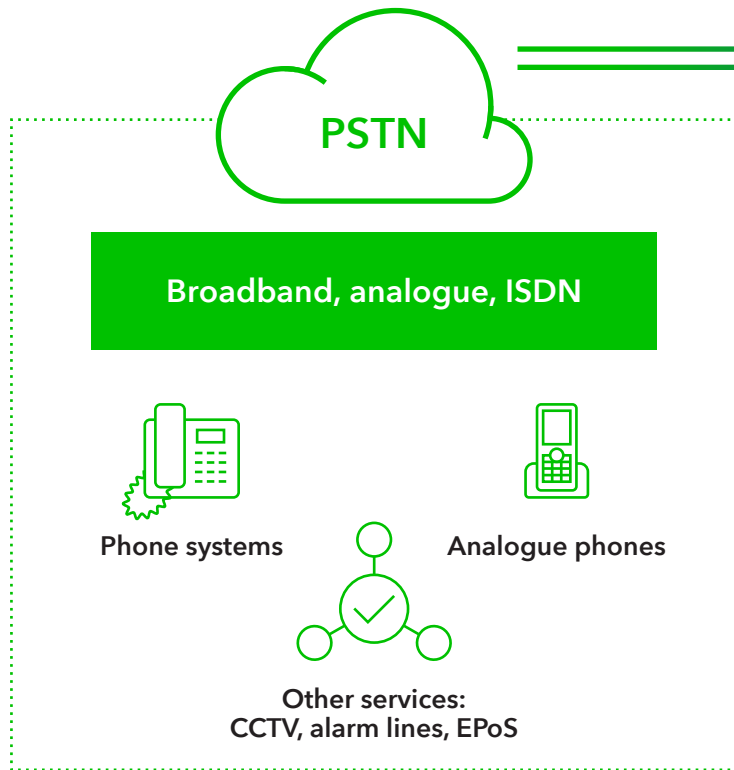 PSTN
Broadband, analogue, ISDN
Phone systems
Analogue phones
Other services:
CCTV, alarm lines, EPoS